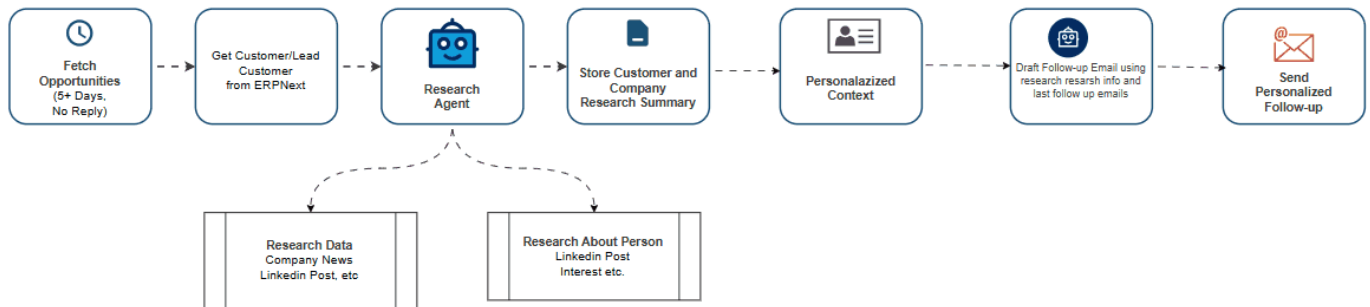 Fetch
Opportunities
(5+ Days,
No Reply)
Get Customer/Lead
Customer
from ERPNext
Research
Agent
Store Customer and
Company
Research Summary
Personalazized
Context
Draft Follow-up Email using
research resarsh info and
last follow up emails
@
Send
Personalized
Follow-up
Research Data
Company News
Linkedin Post, etc
Research About Person
Linkedin Post
Interest etc.